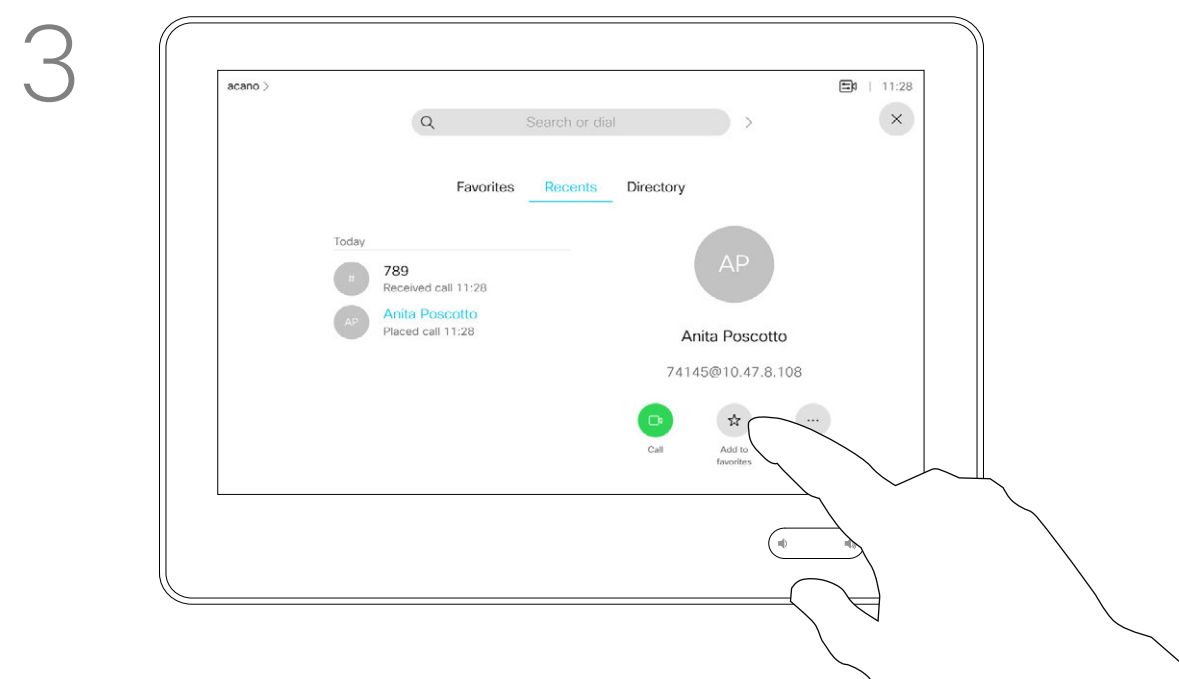 3
acano >
11:28
Search or dial >
Favorites Recents Directory
Today
#
789
Received call 11:28
AP
Anita Poscotto
Placed call 11:28
AP
Anita Poscotto
74145@10.47.8.108
Call
Add to
favorites
...